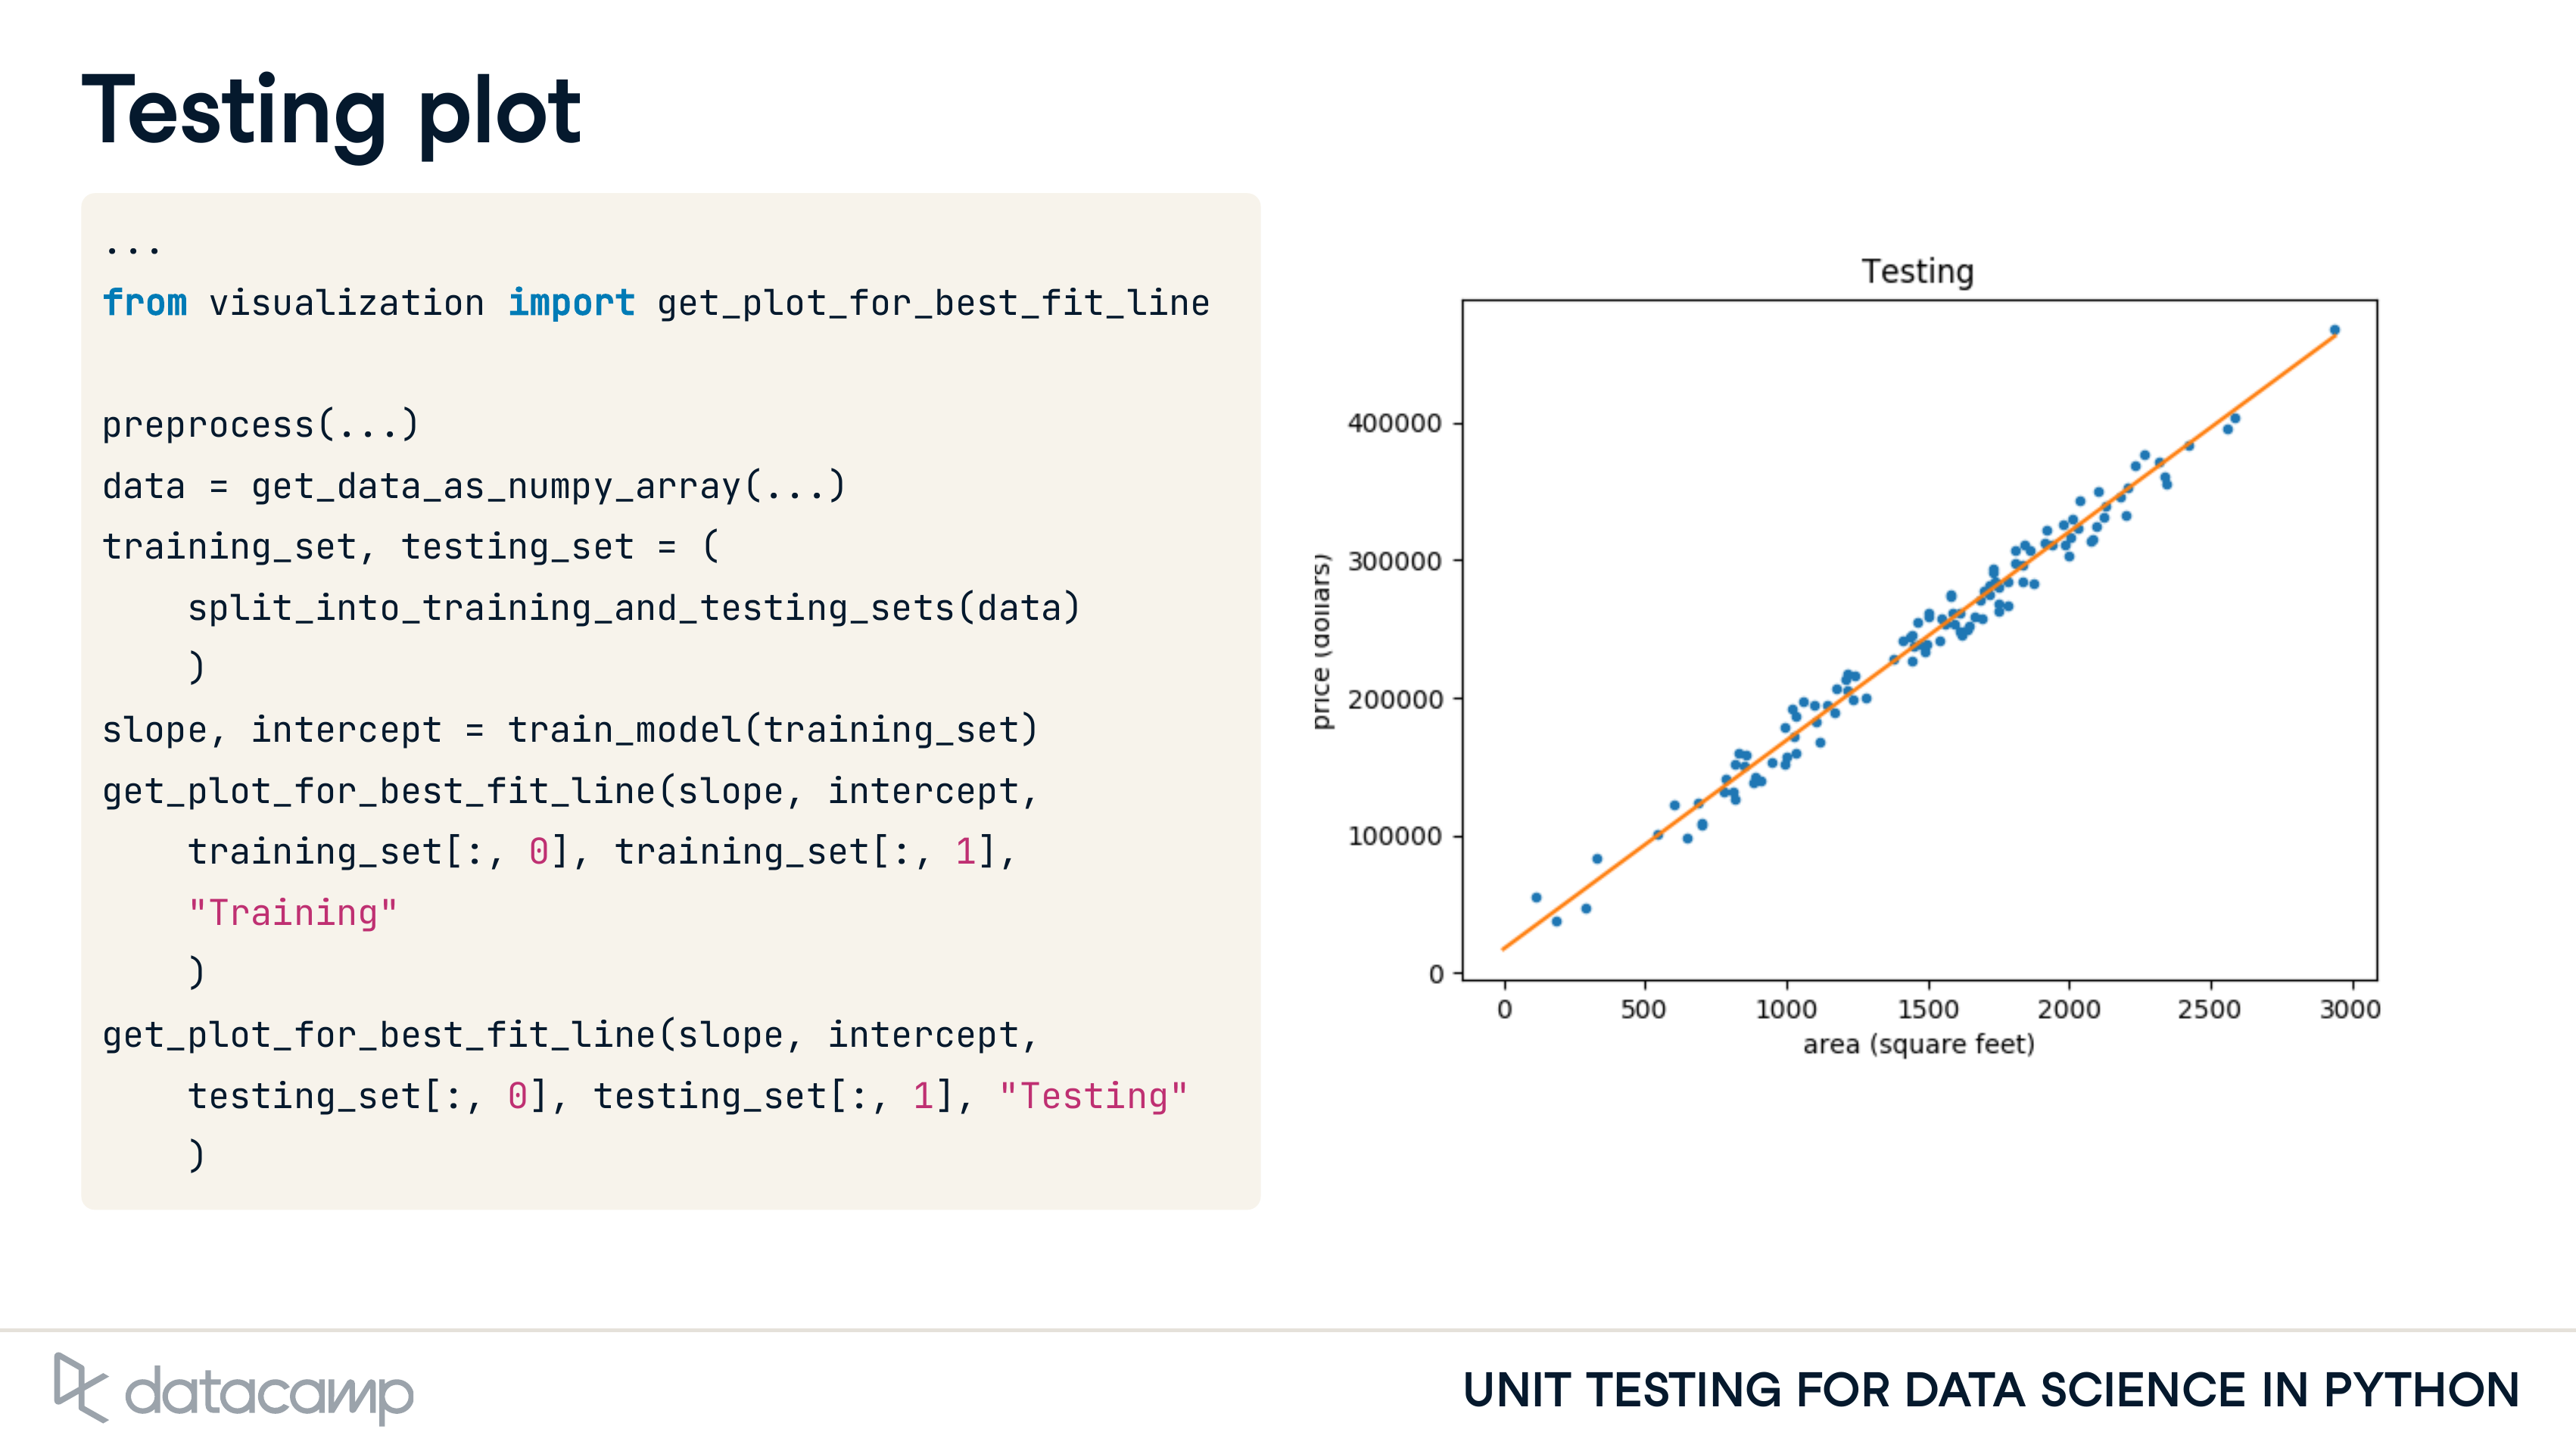 Testing plot
...
from visualization import get_plot_for_best_fit_line
preprocess(...)
data = get_data_as_numpy_array(...)
training_set, testing_set = (
    split_into_training_and_testing_sets(data)
    )
slope, intercept = train_model(training_set)
get_plot_for_best_fit_line(slope, intercept,
    training_set[:, 0], training_set[:, 1],
    "Training"
    )
get_plot_for_best_fit_line(slope, intercept,
    testing_set[:, 0], testing_set[:, 1], "Testing"
    )
Testing
400000
300000
200000
100000
0
price (dollars)
0 500 1000 1500 2000 2500 3000
area (square feet)
datacamp
UNIT TESTING FOR DATA SCIENCE IN PYTHON